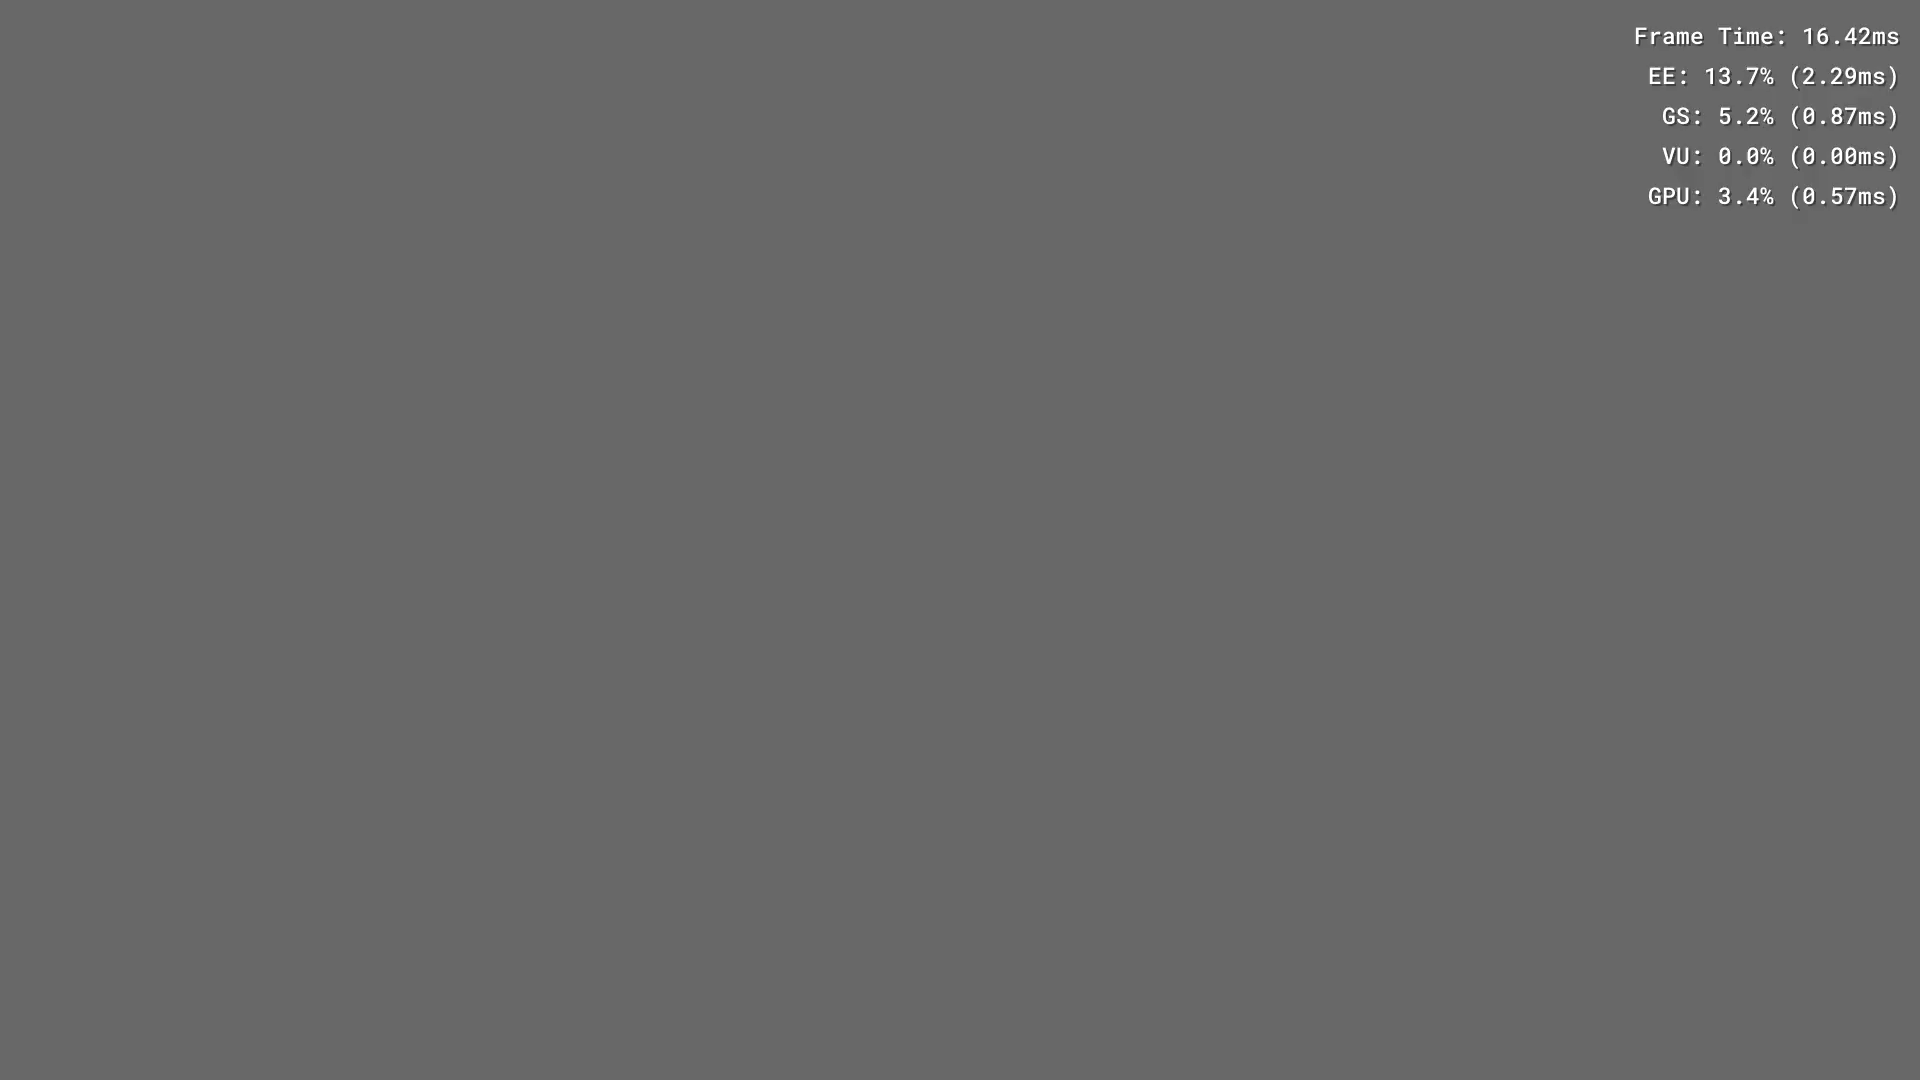 Frame Time: 16.42ms
EE: 13.7% (2.29ms)
GS: 5.2% (0.87ms)
VU: 0.0% (0.00ms)
GPU: 3.4% (0.57ms)